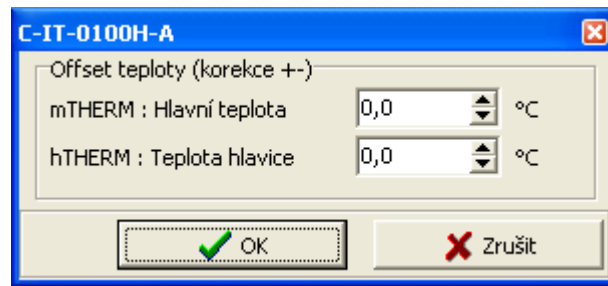 C-IT-0100H-A
Offset teploty (korekce +-)
mTHERM : Hlavní teplota 0,0 °C
hTHERM : Teplota hlavice 0,0 °C
OK Zrušit